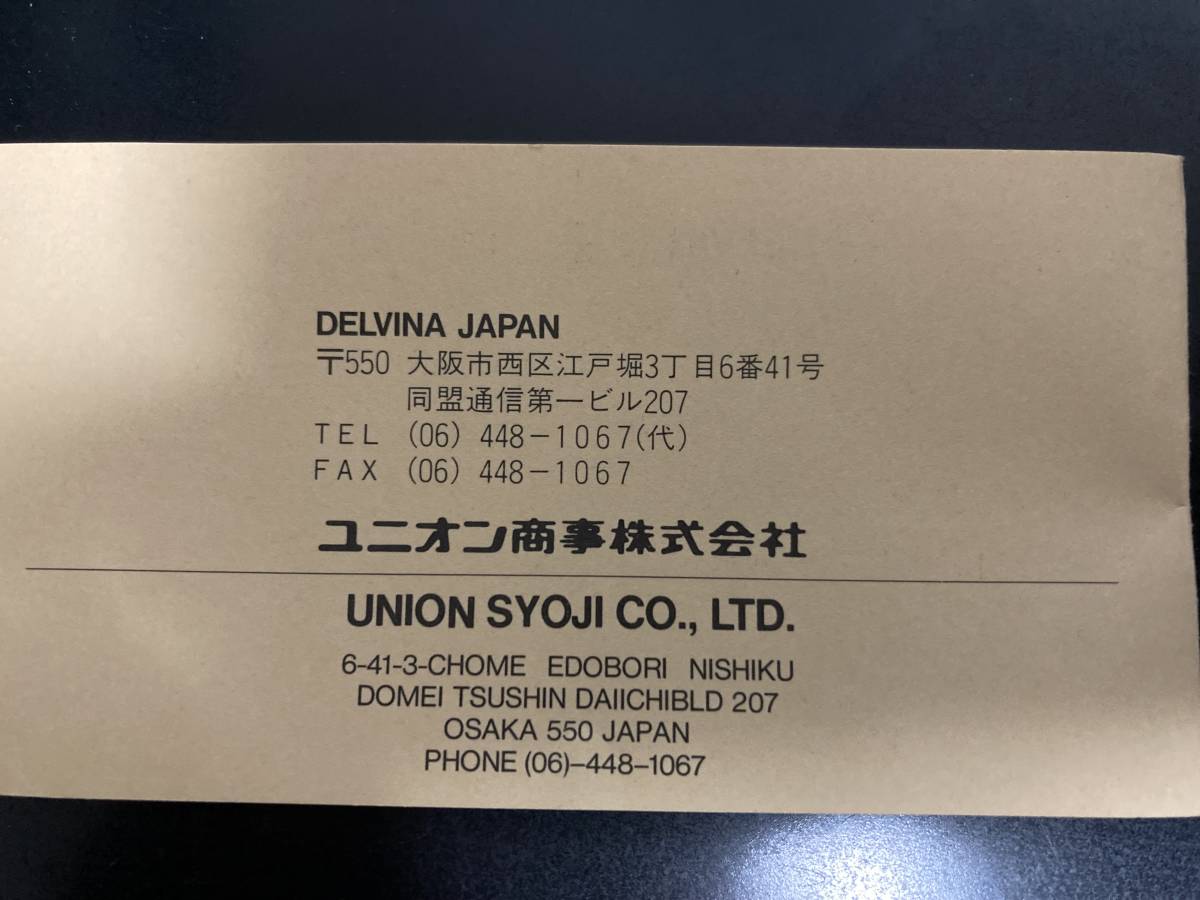 DELVINA JAPAN
〒550 大阪市西区江戸堀3丁目6番41号
同盟通信第一ビル207
TEL (06) 448-1067(代)
FAX (06) 448-1067
ユニオン商事株式会社
UNION SYOJI CO., LTD.
6-41-3-CHOME EDOBORI NISHIKU
DOMEI TSUSHIN DAIICHIBLD 207
OSAKA 550 JAPAN
PHONE (06)-448-1067